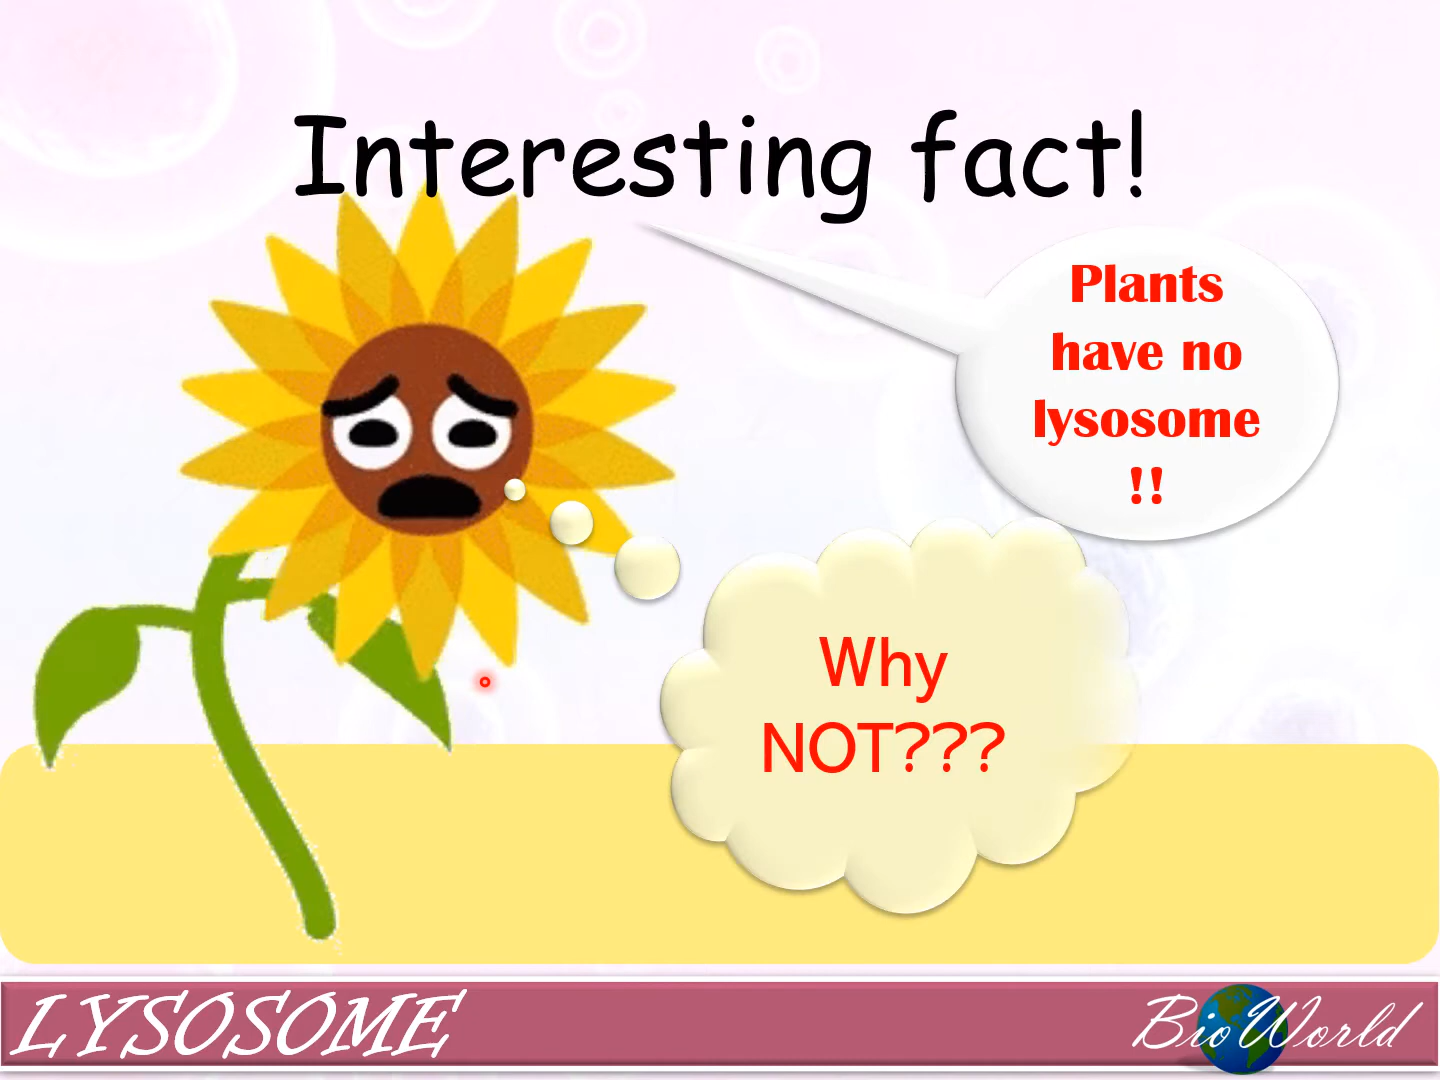 Interesting fact!
Plants
have no
lysosome
!!
Why
NOT???
LYSOSOME
BioWorld